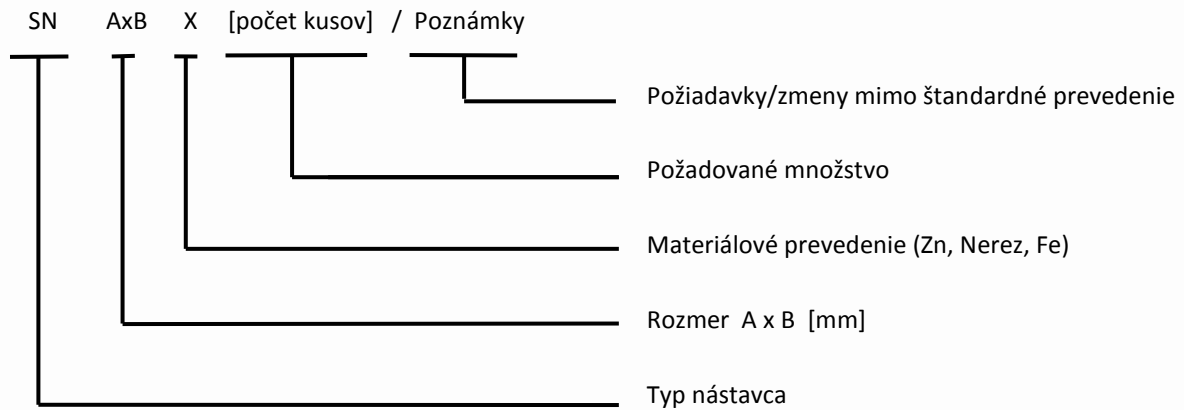 SN AxB X [počet kusov] / Poznámky
Požiadavky/zmeny mimo štandardné prevedenie
Požadované množstvo
Materiálové prevedenie (Zn, Nerez, Fe)
Rozmer A x B [mm]
Typ nástavca